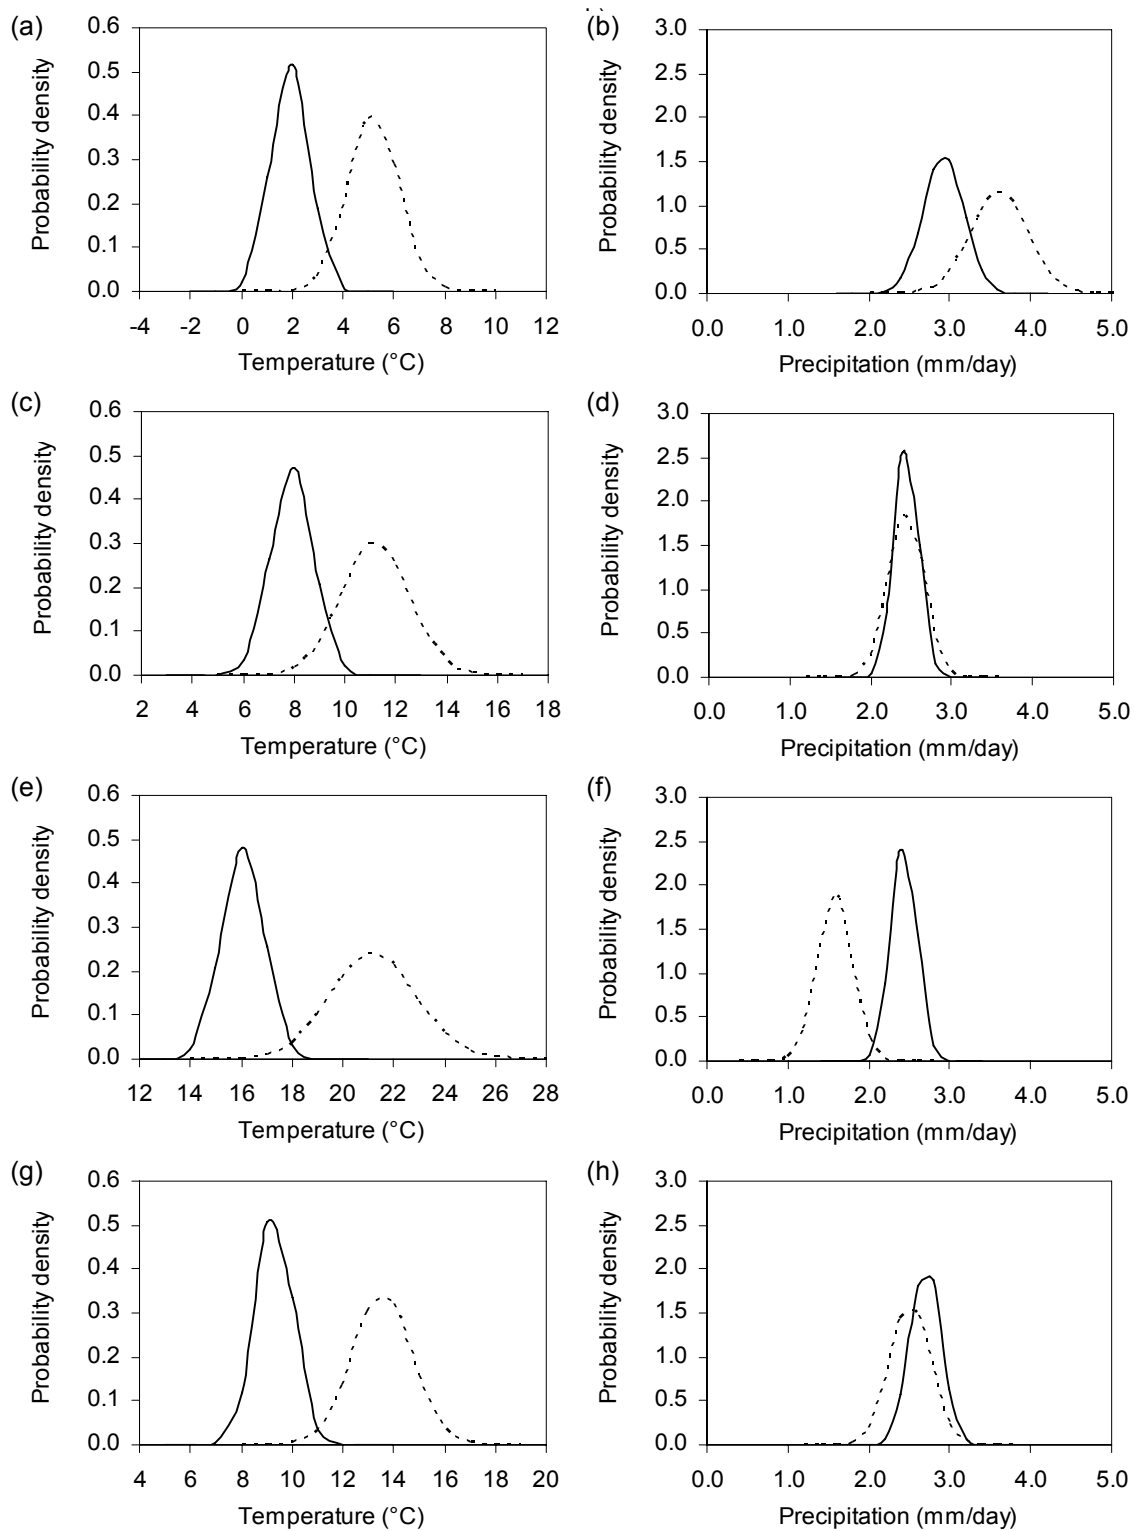 (a)
Probability density
0.6
0.5
0.4
0.3
0.2
0.1
0.0
-4 -2 0 2 4 6 8 10 12
Temperature (°C)
(b)
Probability density
3.0
2.5
2.0
1.5
1.0
0.5
0.0
0.0 1.0 2.0 3.0 4.0 5.0
Precipitation (mm/day)
(c)
Probability density
0.6
0.5
0.4
0.3
0.2
0.1
0.0
2 4 6 8 10 12 14 16 18
Temperature (°C)
(d)
Probability density
3.0
2.5
2.0
1.5
1.0
0.5
0.0
0.0 1.0 2.0 3.0 4.0 5.0
Precipitation (mm/day)
(e)
Probability density
0.6
0.5
0.4
0.3
0.2
0.1
0.0
12 14 16 18 20 22 24 26 28
Temperature (°C)
(f)
Probability density
3.0
2.5
2.0
1.5
1.0
0.5
0.0
0.0 1.0 2.0 3.0 4.0 5.0
Precipitation (mm/day)
(g)
Probability density
0.6
0.5
0.4
0.3
0.2
0.1
0.0
4 6 8 10 12 14 16 18 20
Temperature (°C)
(h)
Probability density
3.0
2.5
2.0
1.5
1.0
0.5
0.0
0.0 1.0 2.0 3.0 4.0 5.0
Precipitation (mm/day)